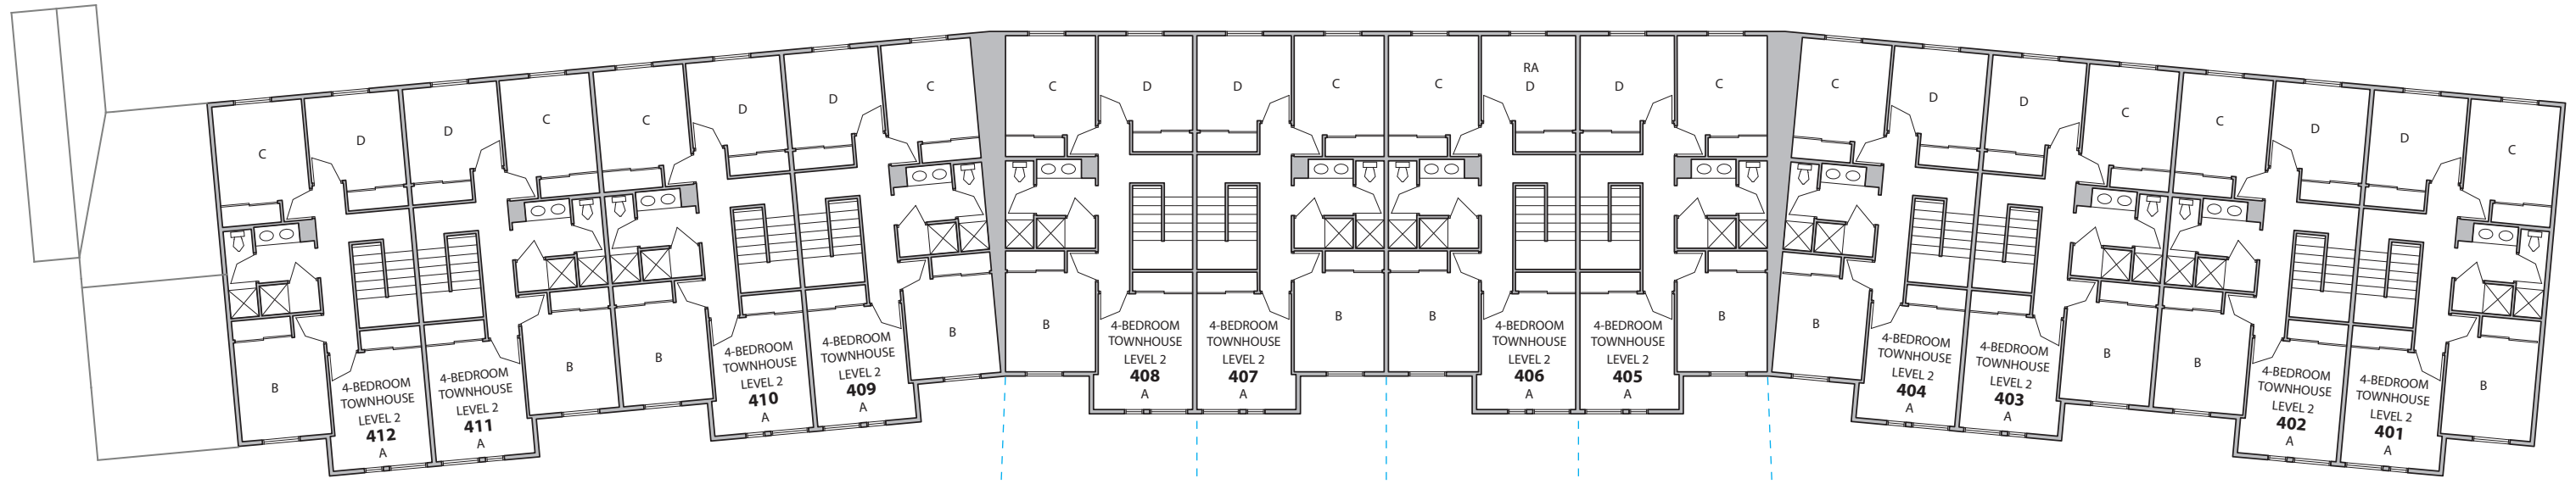 C
D
D
C
C
D
D
C
C
D
D
C
C
RA
D
D
C
C
D
D
C
C
D
D
C
B
4-BEDROOM
TOWNHOUSE
LEVEL 2
412
A
4-BEDROOM
TOWNHOUSE
LEVEL 2
411
A
B
B
4-BEDROOM
TOWNHOUSE
LEVEL 2
410
A
4-BEDROOM
TOWNHOUSE
LEVEL 2
409
A
B
B
4-BEDROOM
TOWNHOUSE
LEVEL 2
408
A
4-BEDROOM
TOWNHOUSE
LEVEL 2
407
A
B
B
4-BEDROOM
TOWNHOUSE
LEVEL 2
406
A
4-BEDROOM
TOWNHOUSE
LEVEL 2
405
A
B
B
4-BEDROOM
TOWNHOUSE
LEVEL 2
404
A
4-BEDROOM
TOWNHOUSE
LEVEL 2
403
A
B
B
4-BEDROOM
TOWNHOUSE
LEVEL 2
402
A
4-BEDROOM
TOWNHOUSE
LEVEL 2
401
A
B